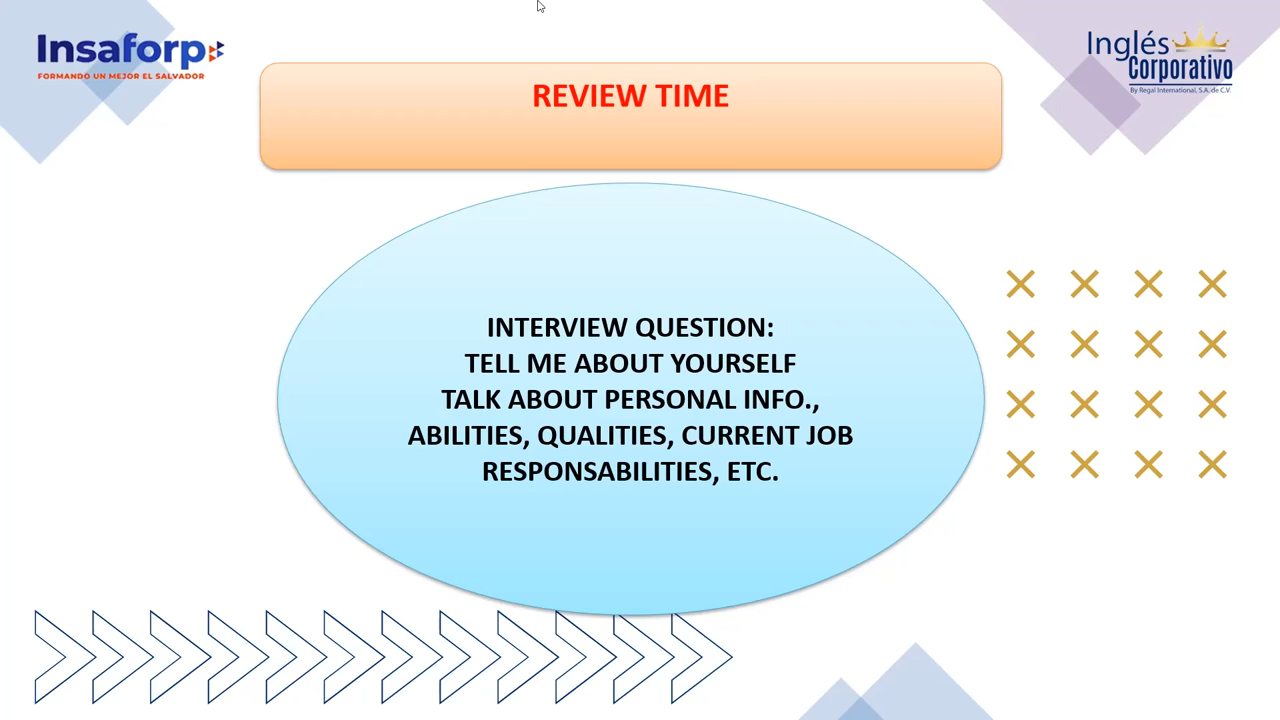 Insaforp
FORMANDO UN MEJOR EL SALVADOR
Inglés
Corporativo
By Regal International, S.A. de C.V.
REVIEW TIME
INTERVIEW QUESTION:
TELL ME ABOUT YOURSELF
TALK ABOUT PERSONAL INFO.,
ABILITIES, QUALITIES, CURRENT JOB
RESPONSABILITIES, ETC.